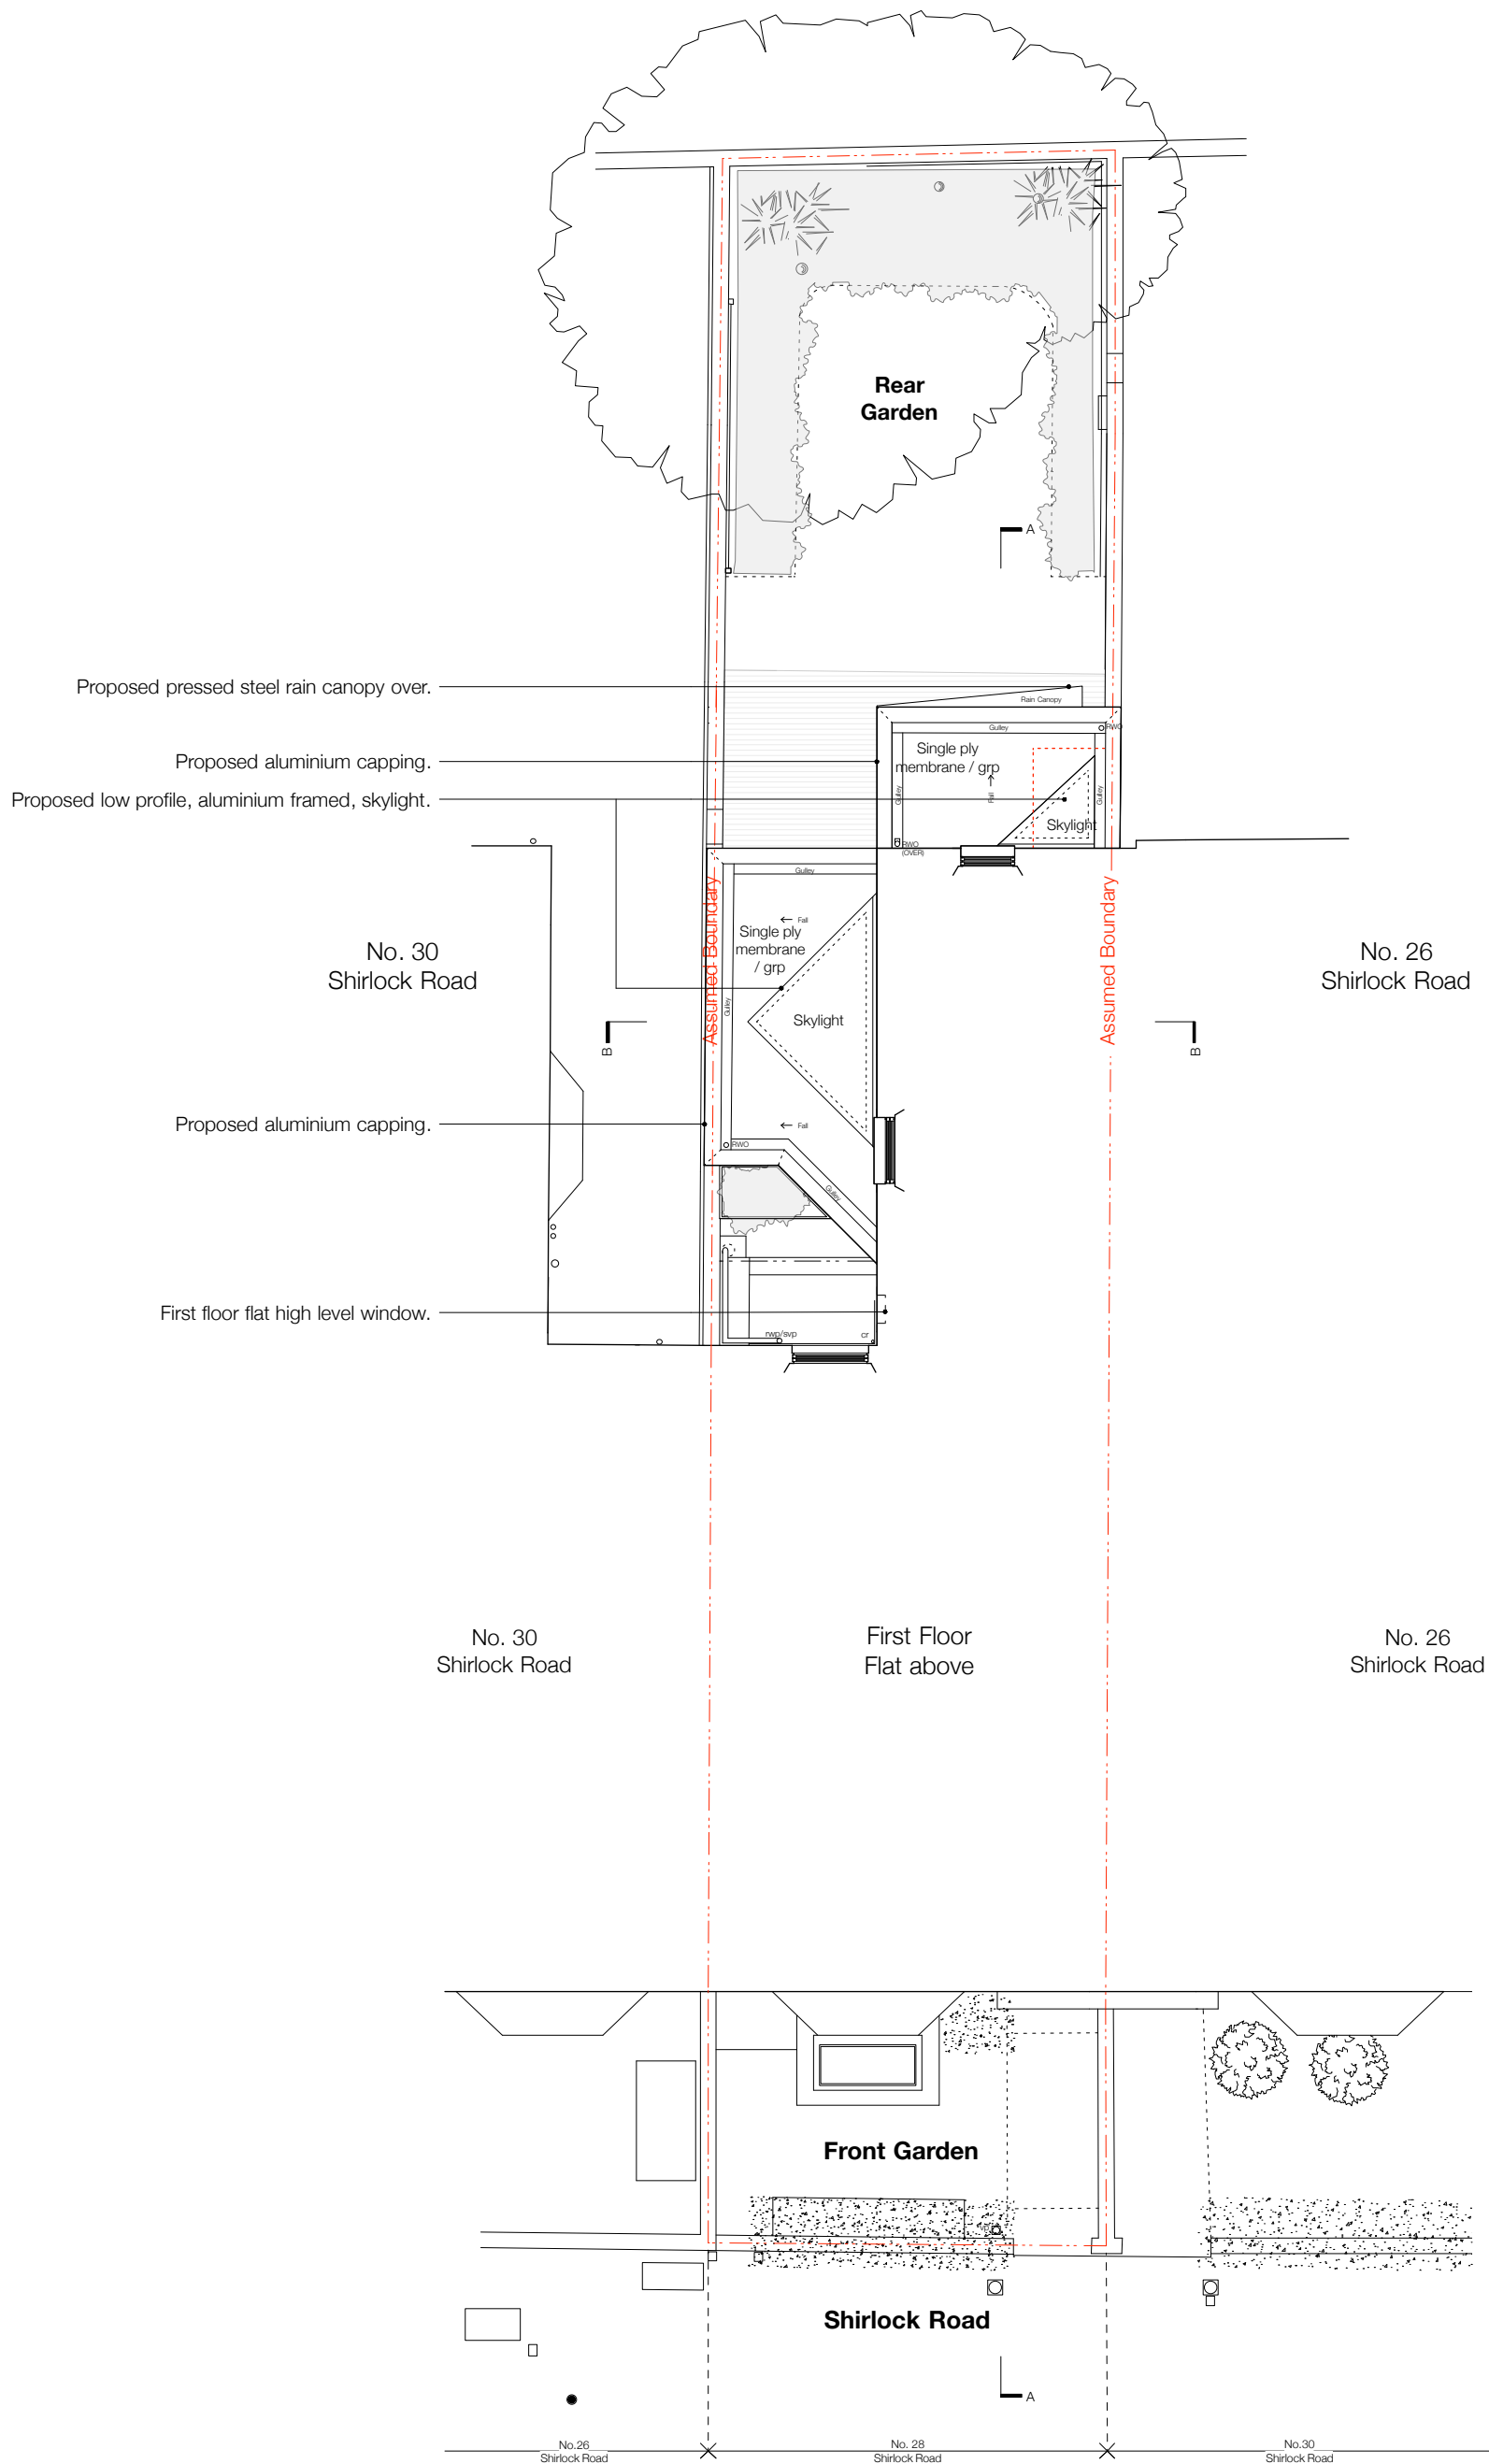 Rear
Garden
A
Proposed pressed steel rain canopy over.
Rain Canopy
Gulley
RWO
Proposed aluminium capping.
Single ply
membrane / grp
Fall
Gulley
Gulley
Proposed low profile, aluminium framed, skylight.
Skylight
RWO
(OVER)
Gulley
Assumed Boundary
Assumed Boundary
Fall
Single ply
membrane
/ grp
No. 30
Shirlock Road
No. 26
Shirlock Road
Gulley
Skylight
B
B
Proposed aluminium capping.
Fall
RWO
Gulley
First floor flat high level window.
rwp/svp
cr
No. 30
Shirlock Road
First Floor
Flat above
No. 26
Shirlock Road
Front Garden
Shirlock Road
A
No.26
Shirlock Road
No. 28
Shirlock Road
No.30
Shirlock Road